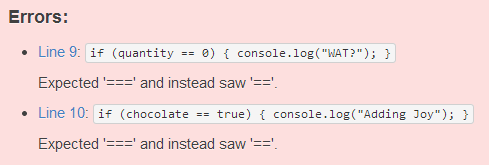 Errors:
Line 9: if (quantity == 0) { console.log("WAT?"); }
Expected '===' and instead saw '=='.
Line 10: if (chocolate == true) { console.log("Adding Joy"); }
Expected '===' and instead saw '=='.